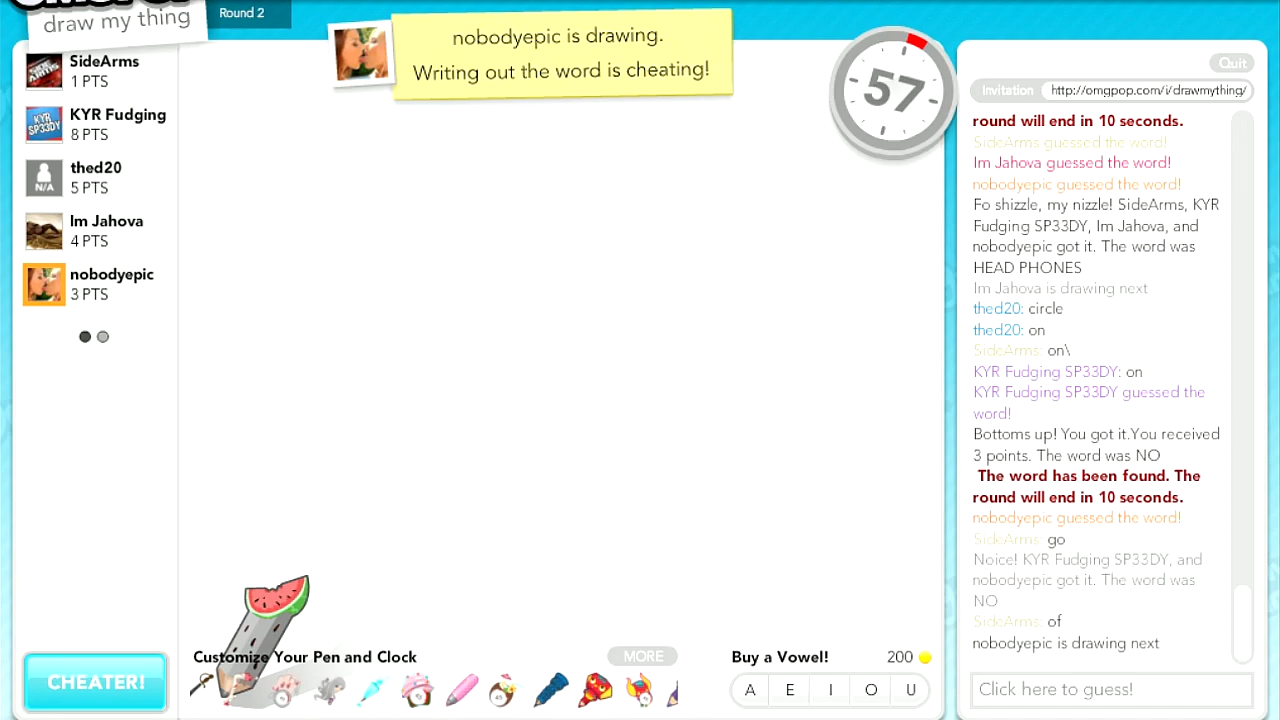 draw my thing
Round 2
nobodyepic is drawing.
Writing out the word is cheating!
57
SideArms
1 PTS
KYR Fudging
8 PTS
KYR
SP33DY
thed20
5 PTS
N/A
Im Jahova
4 PTS
nobodyepic
3 PTS
CHEATER!
Customize Your Pen and Clock
MORE
Buy a Vowel!
200
A E I O U
Quit
Invitation
http://omgpop.com/i/drawmything/
round will end in 10 seconds.
SideArms guessed the word!
Im Jahova guessed the word!
nobodyepic guessed the word!
Fo shizzle, my nizzle! SideArms, KYR
Fudging SP33DY, Im Jahova, and
nobodyepic got it. The word was
HEAD PHONES
Im Jahova is drawing next
thed20: circle
thed20: on
SideArms: on\
KYR Fudging SP33DY: on
KYR Fudging SP33DY guessed the
word!
Bottoms up! You got it.You received
3 points. The word was NO
The word has been found. The
round will end in 10 seconds.
nobodyepic guessed the word!
SideArms: go
Noice! KYR Fudging SP33DY, and
nobodyepic got it. The word was
NO
SideArms: of
nobodyepic is drawing next
Click here to guess!